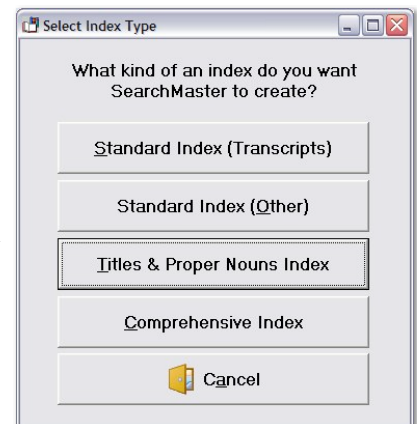 Select Index Type
What kind of an index do you want
SearchMaster to create?
Standard Index (Transcripts)
Standard Index (Other)
Titles & Proper Nouns Index
Comprehensive Index
Cancel